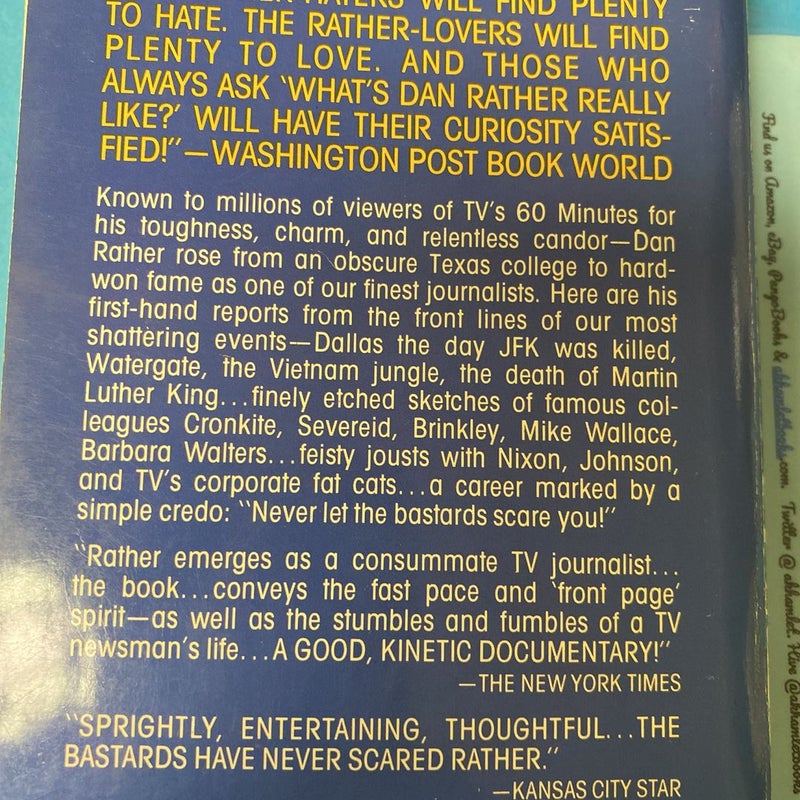 HATERS WILL FIND PLENTY
TO HATE. THE RATHER-LOVERS WILL FIND
PLENTY TO LOVE. AND THOSE WHO
ALWAYS ASK 'WHAT'S DAN RATHER REALLY
LIKE?' WILL HAVE THEIR CURIOSITY SATIS-
FIED!"—WASHINGTON POST BOOK WORLD
Known to millions of viewers of TV's 60 Minutes for
his toughness, charm, and relentless candor—Dan
Rather rose from an obscure Texas college to hard-
won fame as one of our finest journalists. Here are his
first-hand reports from the front lines of our most
shattering events—Dallas the day JFK was killed,
Watergate, the Vietnam jungle, the death of Martin
Luther King...finely etched sketches of famous col-
leagues Cronkite, Severeid, Brinkley, Mike Wallace,
Barbara Walters...feisty jousts with Nixon, Johnson,
and TV's corporate fat cats...a career marked by a
simple credo: "Never let the bastards scare you!"
"Rather emerges as a consummate TV journalist...
the book...conveys the fast pace and 'front page'
spirit—as well as the stumbles and fumbles of a TV
newsman's life...A GOOD, KINETIC DOCUMENTARY!"
—THE NEW YORK TIMES
"SPRIGHTLY, ENTERTAINING, THOUGHTFUL...THE
BASTARDS HAVE NEVER SCARED RATHER."
—KANSAS CITY STAR
Find us on Amazon, eBay, PangoBooks & akhamletbooks.com. Twitter @ akhamlet. Hive @akhamletbooks